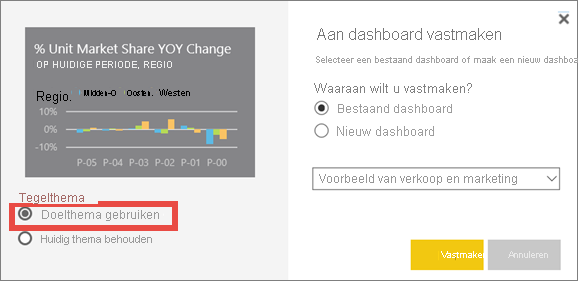 % Unit Market Share YOY Change
OP HUIDIGE PERIODE, REGIO
Regio. Midden-O Oosten. Westen
10%
0%
-10%
P-05 P-04 P-03 P-02 P-01 P-00
Tegelthema
Doelthema gebruiken
Huidig thema behouden
Aan dashboard vastmaken
Selecteer een bestaand dashboard of maak een nieuw dashboa
Waaraan wilt u vastmaken?
Bestaand dashboard
Nieuw dashboard
Voorbeeld van verkoop en marketing
Vastmaken
Annuleren